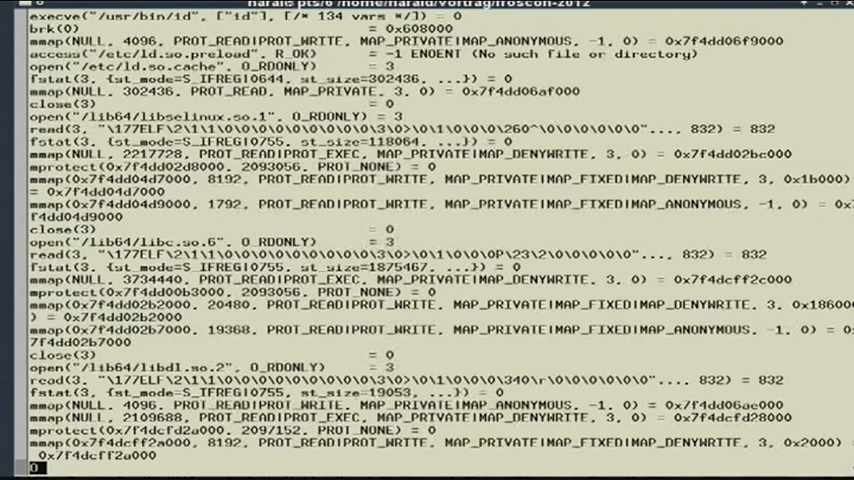 harald pts/6 /home/harald/vortrag/froscon-2012
execve("/usr/bin/id", ["id"], [/* 134 vars */]) = 0
brk(0)                                  = 0x608000
mmap(NULL, 4096, PROT_READ|PROT_WRITE, MAP_PRIVATE|MAP_ANONYMOUS, -1, 0) = 0x7f4dd06f9000
access("/etc/ld.so.preload", R_OK)      = -1 ENOENT (No such file or directory)
open("/etc/ld.so.cache", O_RDONLY)      = 3
fstat(3, {st_mode=S_IFREG|0644, st_size=302436, ...}) = 0
mmap(NULL, 302436, PROT_READ, MAP_PRIVATE, 3, 0) = 0x7f4dd06af000
close(3)                                = 0
open("/lib64/libselinux.so.1", O_RDONLY) = 3
read(3, "\177ELF\2\1\1\0\0\0\0\0\0\0\0\0\3\0>\0\1\0\0\0\260^\0\0\0\0\0\0"..., 832) = 832
fstat(3, {st_mode=S_IFREG|0755, st_size=118064, ...}) = 0
mmap(NULL, 2217728, PROT_READ|PROT_EXEC, MAP_PRIVATE|MAP_DENYWRITE, 3, 0) = 0x7f4dd02bc000
mprotect(0x7f4dd02d8000, 2093056, PROT_NONE) = 0
mmap(0x7f4dd04d7000, 8192, PROT_READ|PROT_WRITE, MAP_PRIVATE|MAP_FIXED|MAP_DENYWRITE, 3, 0x1b000)
= 0x7f4dd04d7000
mmap(0x7f4dd04d9000, 1792, PROT_READ|PROT_WRITE, MAP_PRIVATE|MAP_FIXED|MAP_ANONYMOUS, -1, 0) = 0x7
f4dd04d9000
close(3)                                = 0
open("/lib64/libc.so.6", O_RDONLY)      = 3
read(3, "\177ELF\2\1\1\0\0\0\0\0\0\0\0\0\3\0>\0\1\0\0\0P\23\2\0\0\0\0\0"..., 832) = 832
fstat(3, {st_mode=S_IFREG|0755, st_size=1875467, ...}) = 0
mmap(NULL, 3734440, PROT_READ|PROT_EXEC, MAP_PRIVATE|MAP_DENYWRITE, 3, 0) = 0x7f4dcff2c000
mprotect(0x7f4dd00b3000, 2093056, PROT_NONE) = 0
mmap(0x7f4dd02b2000, 20480, PROT_READ|PROT_WRITE, MAP_PRIVATE|MAP_FIXED|MAP_DENYWRITE, 3, 0x186000
) = 0x7f4dd02b2000
mmap(0x7f4dd02b7000, 19368, PROT_READ|PROT_WRITE, MAP_PRIVATE|MAP_FIXED|MAP_ANONYMOUS, -1, 0) = 0x
7f4dd02b7000
close(3)                                = 0
open("/lib64/libdl.so.2", O_RDONLY)     = 3
read(3, "\177ELF\2\1\1\0\0\0\0\0\0\0\0\0\3\0>\0\1\0\0\0\340\r\0\0\0\0\0\0"..., 832) = 832
fstat(3, {st_mode=S_IFREG|0755, st_size=19053, ...}) = 0
mmap(NULL, 4096, PROT_READ|PROT_WRITE, MAP_PRIVATE|MAP_ANONYMOUS, -1, 0) = 0x7f4dd06ae000
mmap(NULL, 2109688, PROT_READ|PROT_EXEC, MAP_PRIVATE|MAP_DENYWRITE, 3, 0) = 0x7f4dcfd28000
mprotect(0x7f4dcfd2a000, 2097152, PROT_NONE) = 0
mmap(0x7f4dcff2a000, 8192, PROT_READ|PROT_WRITE, MAP_PRIVATE|MAP_FIXED|MAP_DENYWRITE, 3, 0x2000) =
0x7f4dcff2a000
0